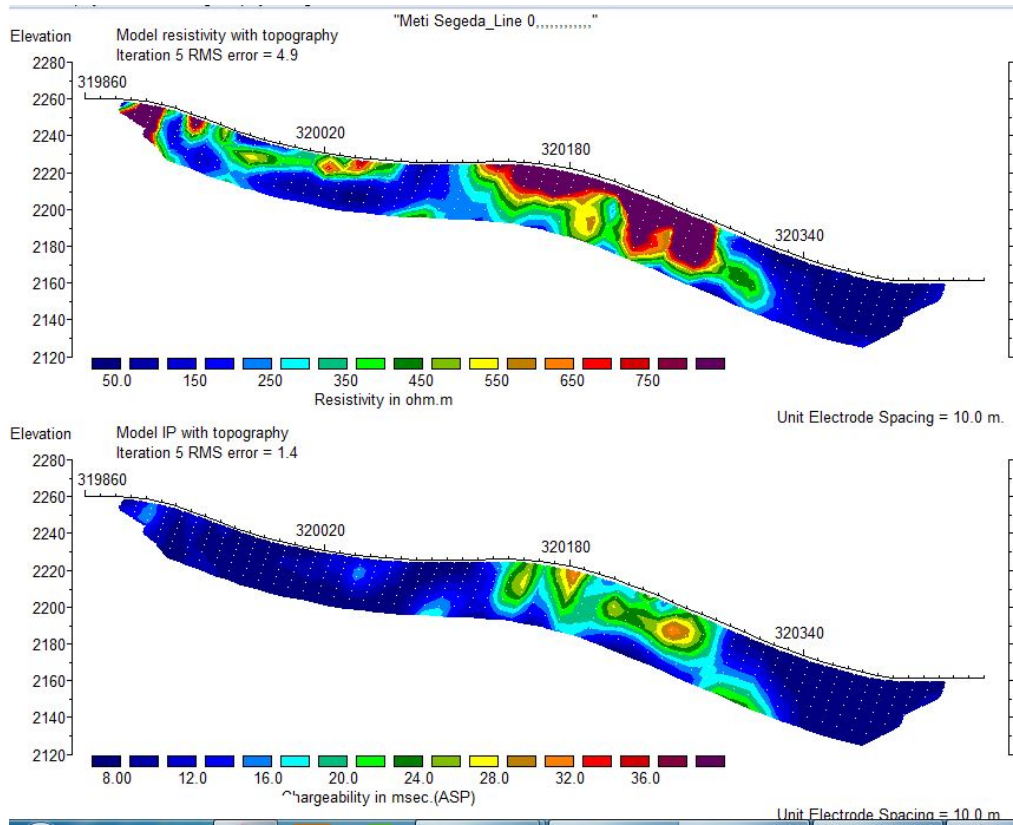 "Meti Segeda_Line 0,,,,,,,,,,,,"
Elevation
Model resistivity with topography
Iteration 5 RMS error = 4.9
2280
319860
2260
2240
320020
320180
2220
2200
320340
2180
2160
2140
2120
50.0 150 250 350 450 550 650 750
Resistivity in ohm.m
Unit Electrode Spacing = 10.0 m.
Elevation
Model IP with topography
Iteration 5 RMS error = 1.4
2280
319860
2260
2240
320020
320180
2220
2200
320340
2180
2160
2140
2120
8.00 12.0 16.0 20.0 24.0 28.0 32.0 36.0
Chargeability in msec.(ASP)
Unit Electrode Spacing = 10.0 m.